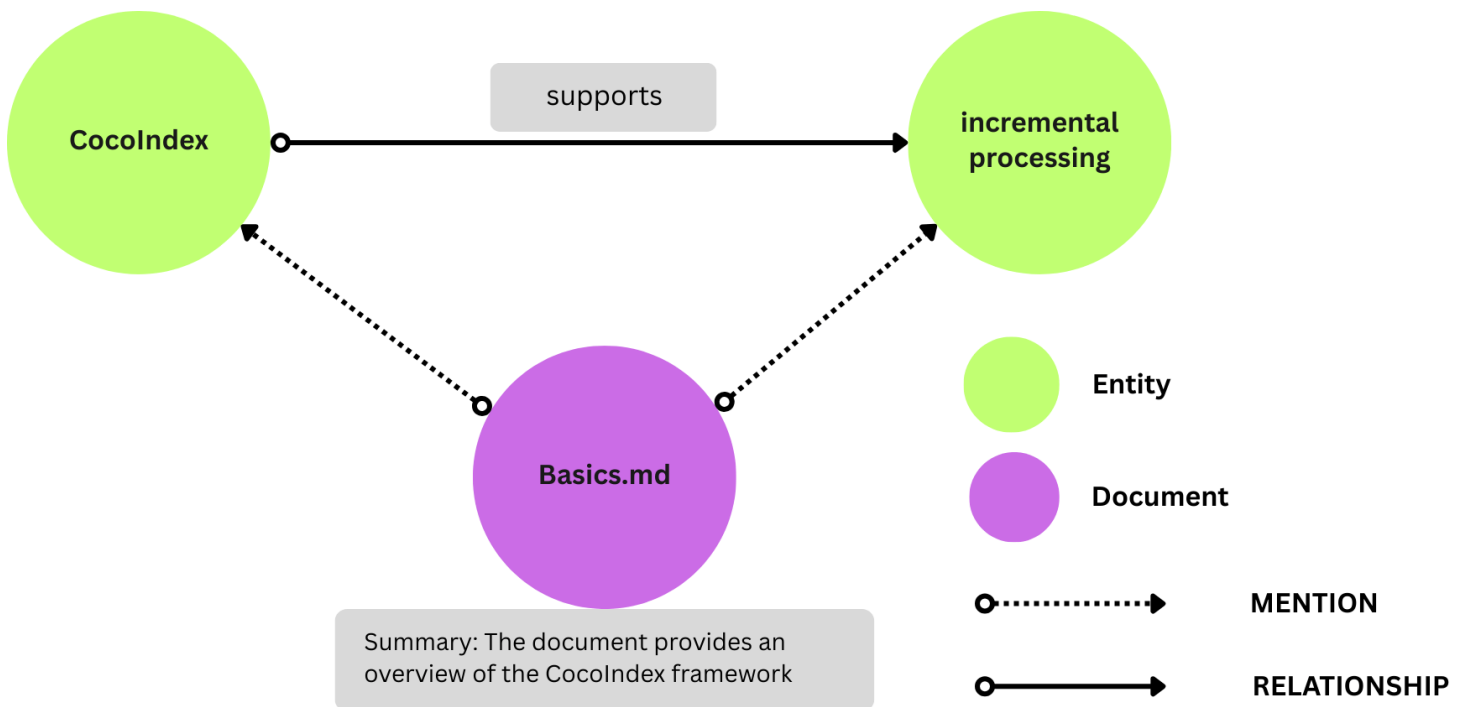 supports
CocoIndex
incremental
processing
Entity
Basics.md
Document
MENTION
Summary: The document provides an
overview of the CocoIndex framework
RELATIONSHIP